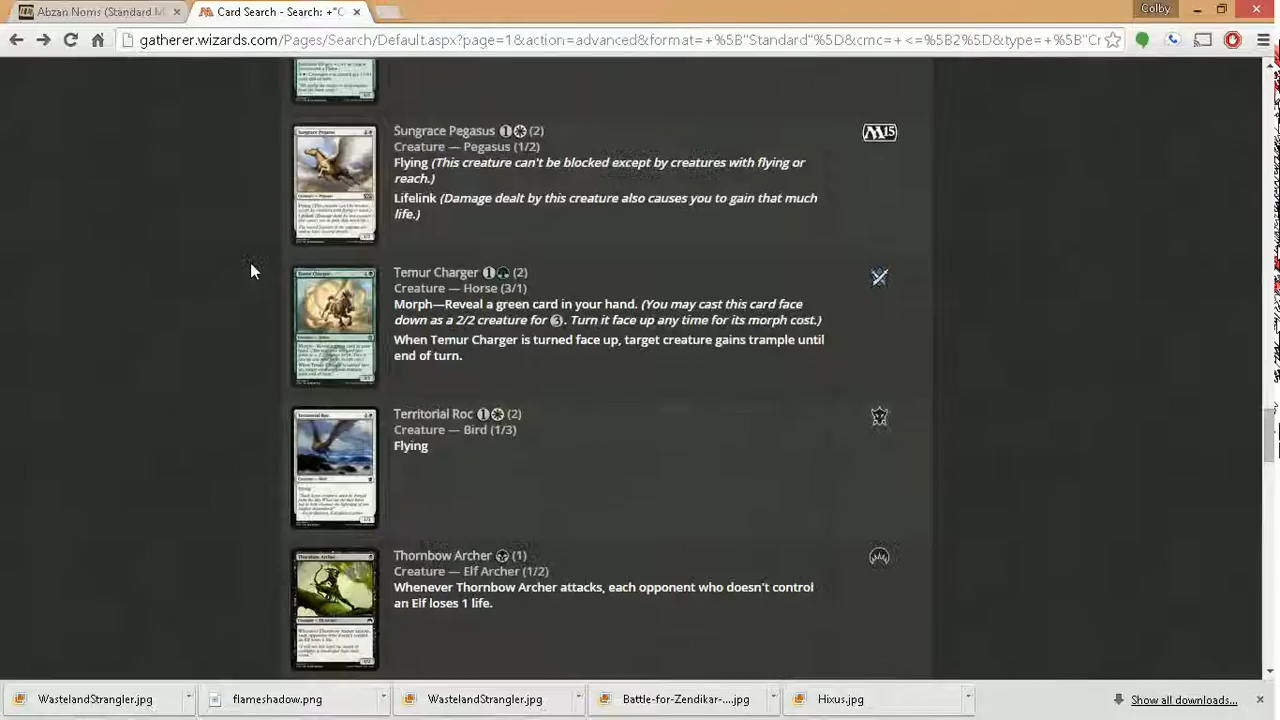 Abzan Noms (Standard M
Card Search - Search: +"C
Colby
gatherer.wizards.com/Pages/Search/Default.aspx?page=1&action=advanced&format=+%5B"Standard"%5D&cmc=+<=%5B2%5D&type=+%5B"Cr
Sungrace Pegasus (2)
Creature — Pegasus (1/2)
Flying (This creature can't be blocked except by creatures with flying or
reach.)
Lifelink (Damage dealt by this creature also causes you to gain that much
life.)
M15
Temur Charger 1 (2)
Creature — Horse (3/1)
Morph—Reveal a green card in your hand. (You may cast this card face
down as a 2/2 creature for 3. Turn it face up any time for its morph cost.)
When Temur Charger is turned face up, target creature gains trample until
end of turn.
Territorial Roc 1 (2)
Creature — Bird (1/3)
Flying
Thornbow Archer (1)
Creature — Elf Archer (1/2)
Whenever Thornbow Archer attacks, each opponent who doesn't control
an Elf loses 1 life.
WastelandStrangler.jpg
flameshadow.png
WastelandStrangler.jpg
Battle-for-Zendikar-....jpg
Hixus.jpg
Show all downloads...